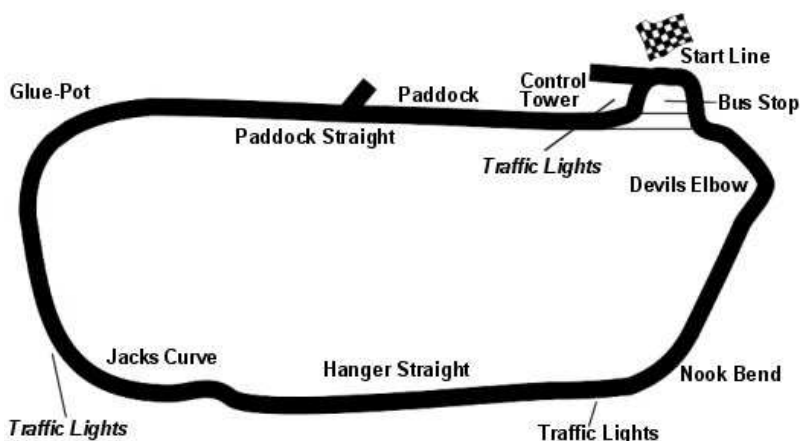 Start Line
Glue-Pot
Control
Tower
Paddock
Bus Stop
Paddock Straight
Traffic Lights
Devils Elbow
Jacks Curve
Hanger Straight
Nook Bend
Traffic Lights
Traffic Lights